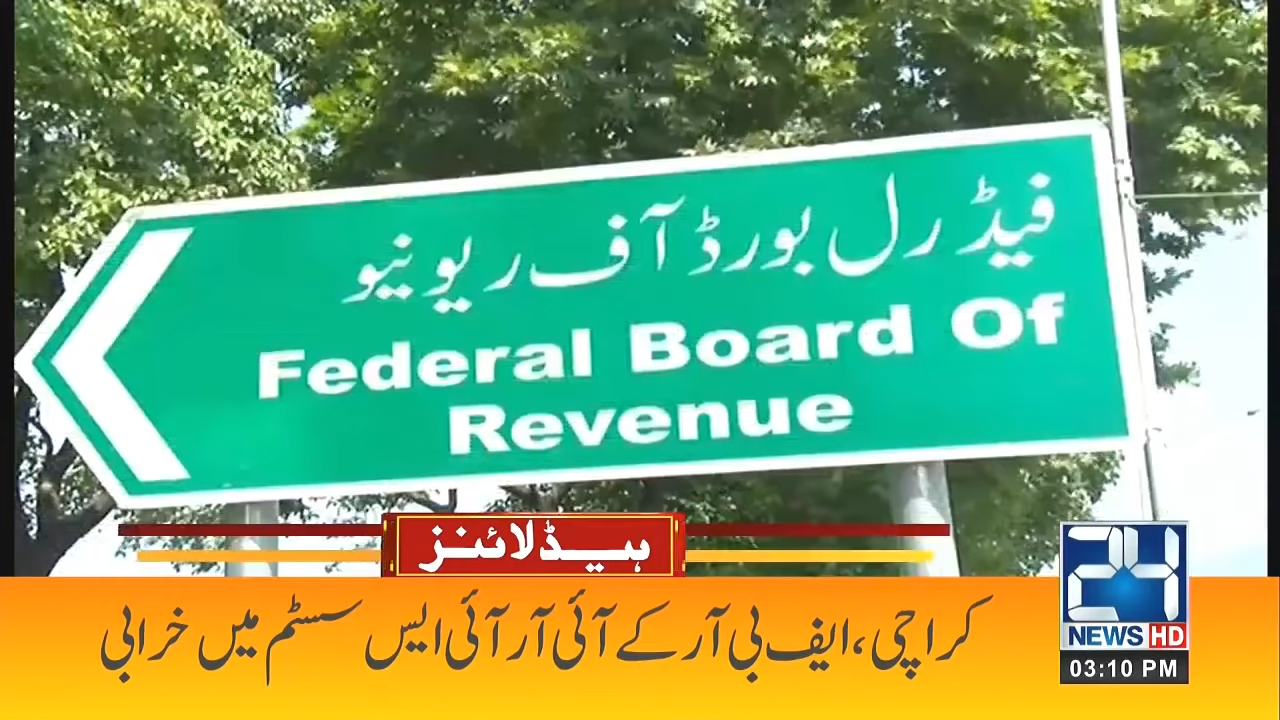 فیڈرل بورڈ آف ریونیو
Federal Board Of
Revenue
ہیڈلائنز
کراچی، ایف بی آر کے آئی آر آئی ایس سسٹم میں خرابی
24
NEWS HD
03:10 PM